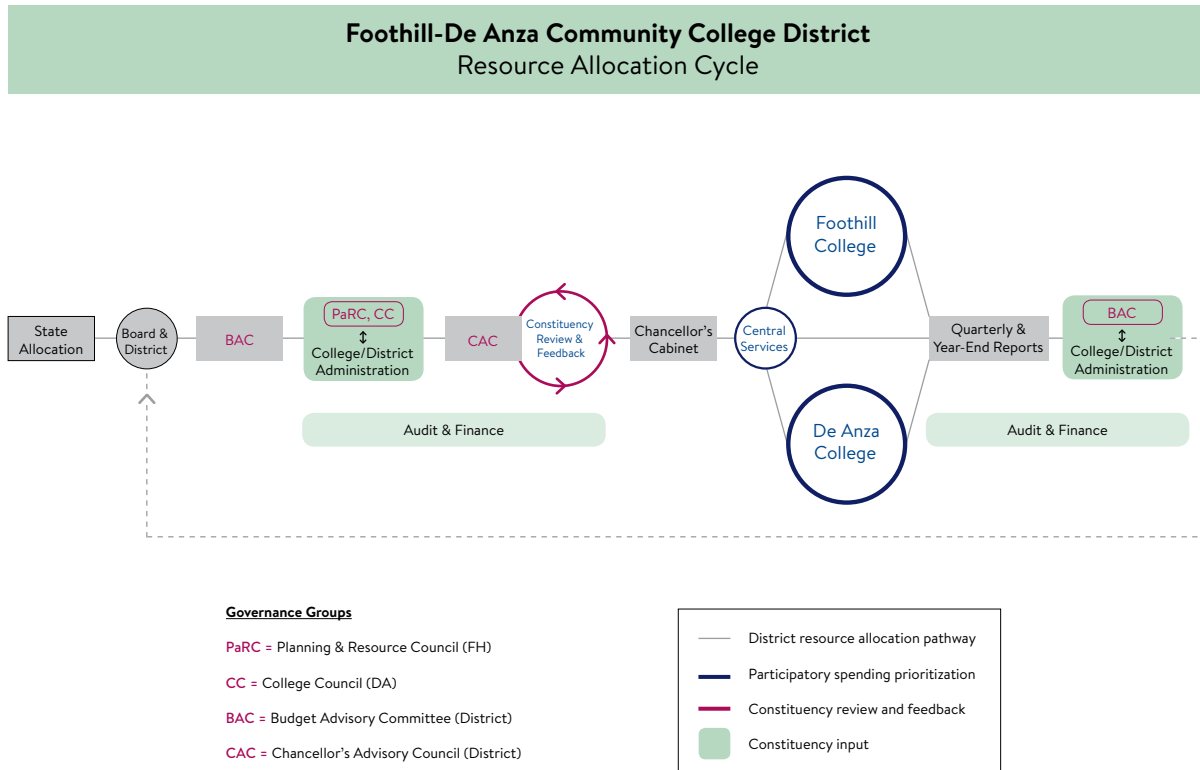 Foothill-De Anza Community College District
Resource Allocation Cycle
State
Allocation
Board &
District
BAC
PaRC, CC
↕
College/District
Administration
CAC
Constituency
Review &
Feedback
Chancellor's
Cabinet
Central
Services
Foothill
College
De Anza
College
Quarterly &
Year-End Reports
BAC
↕
College/District
Administration
Audit & Finance
Audit & Finance
Governance Groups
PaRC = Planning & Resource Council (FH)
CC = College Council (DA)
BAC = Budget Advisory Committee (District)
CAC = Chancellor's Advisory Council (District)
District resource allocation pathway
Participatory spending prioritization
Constituency review and feedback
Constituency input